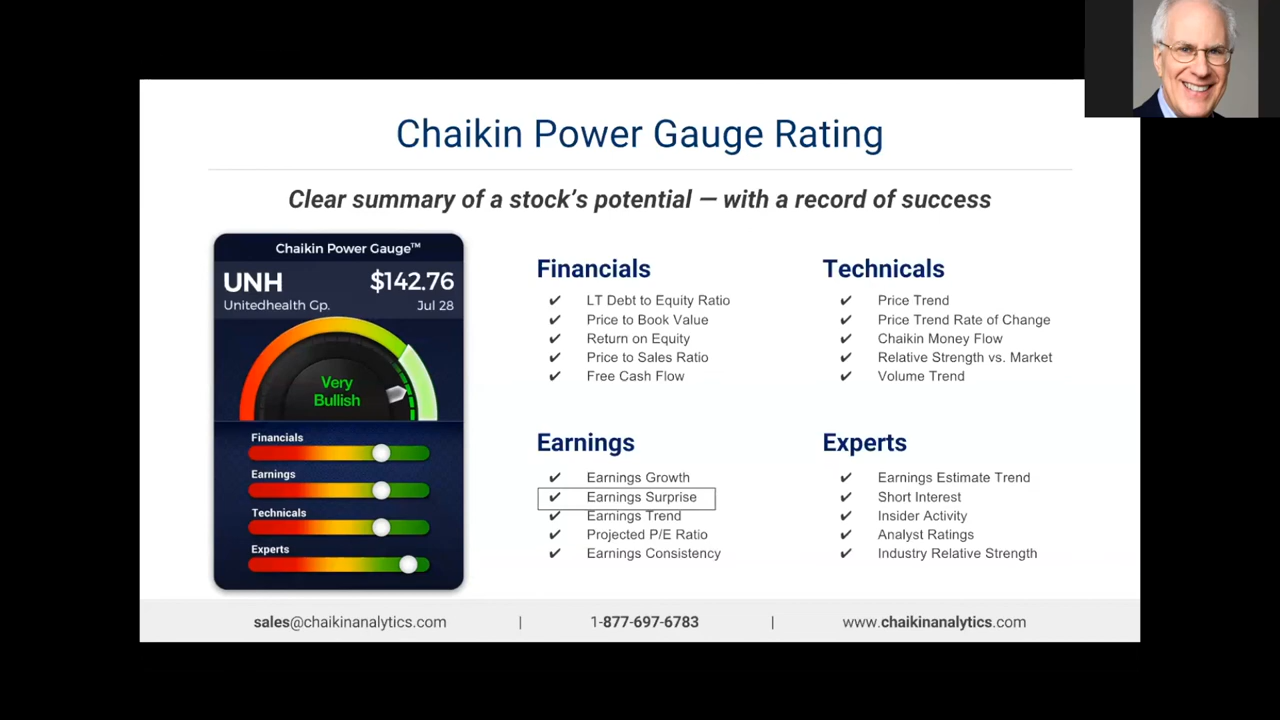 Chaikin Power Gauge Rating
Clear summary of a stock's potential — with a record of success
Chaikin Power Gauge™
UNH $142.76
Unitedhealth Gp. Jul 28
Very
Bullish
Financials
Earnings
Technicals
Experts
Financials
✔ LT Debt to Equity Ratio
✔ Price to Book Value
✔ Return on Equity
✔ Price to Sales Ratio
✔ Free Cash Flow
Technicals
✔ Price Trend
✔ Price Trend Rate of Change
✔ Chaikin Money Flow
✔ Relative Strength vs. Market
✔ Volume Trend
Earnings
✔ Earnings Growth
✔ Earnings Surprise
✔ Earnings Trend
✔ Projected P/E Ratio
✔ Earnings Consistency
Experts
✔ Earnings Estimate Trend
✔ Short Interest
✔ Insider Activity
✔ Analyst Ratings
✔ Industry Relative Strength
sales@chaikinanalytics.com | 1-877-697-6783 | www.chaikinanalytics.com